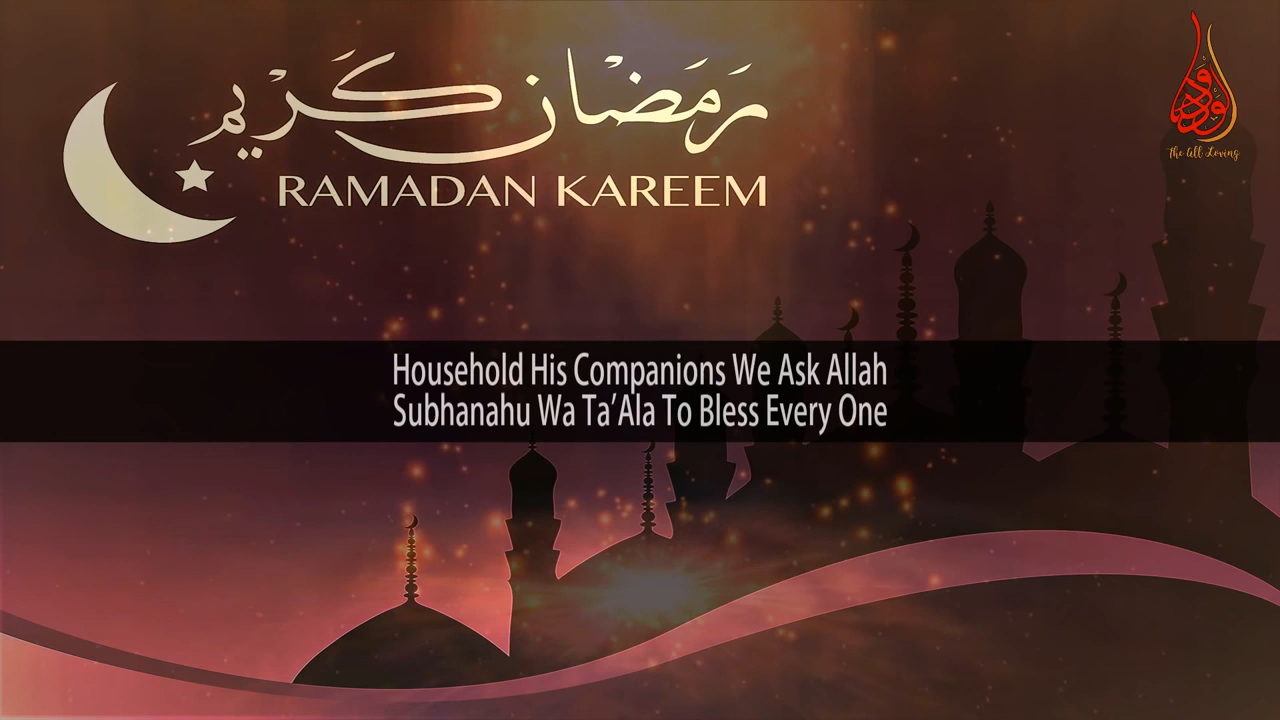 رَمَضَان كَرْيم
RAMADAN KAREEM
الودود
The All Loving
Household His Companions We Ask Allah
Subhanahu Wa Ta’Ala To Bless Every One